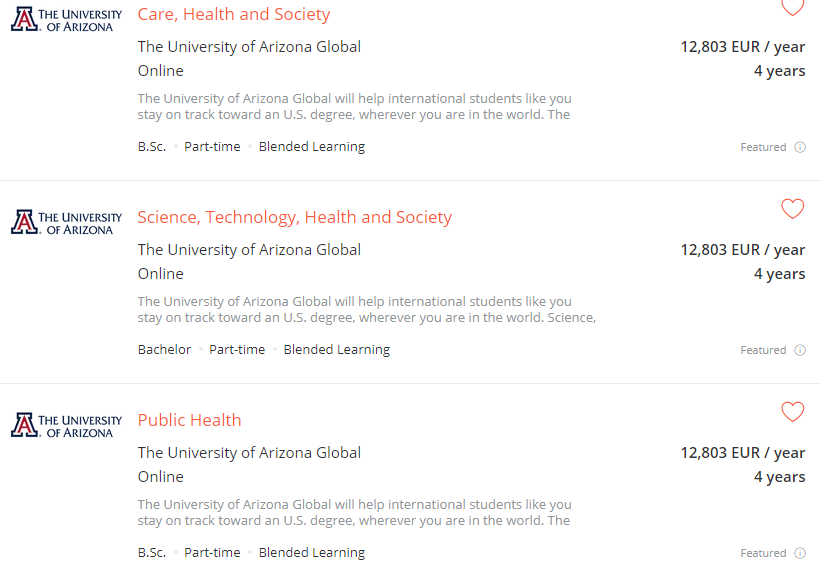 THE UNIVERSITY
OF ARIZONA
Care, Health and Society
The University of Arizona Global
12,803 EUR / year
Online
4 years
The University of Arizona Global will help international students like you
stay on track toward an U.S. degree, wherever you are in the world. The
B.Sc. Part-time Blended Learning
Featured
THE UNIVERSITY
OF ARIZONA
Science, Technology, Health and Society
The University of Arizona Global
12,803 EUR / year
Online
4 years
The University of Arizona Global will help international students like you
stay on track toward an U.S. degree, wherever you are in the world. Science,
Bachelor Part-time Blended Learning
Featured
THE UNIVERSITY
OF ARIZONA
Public Health
The University of Arizona Global
12,803 EUR / year
Online
4 years
The University of Arizona Global will help international students like you
stay on track toward an U.S. degree, wherever you are in the world. The
B.Sc. Part-time Blended Learning
Featured